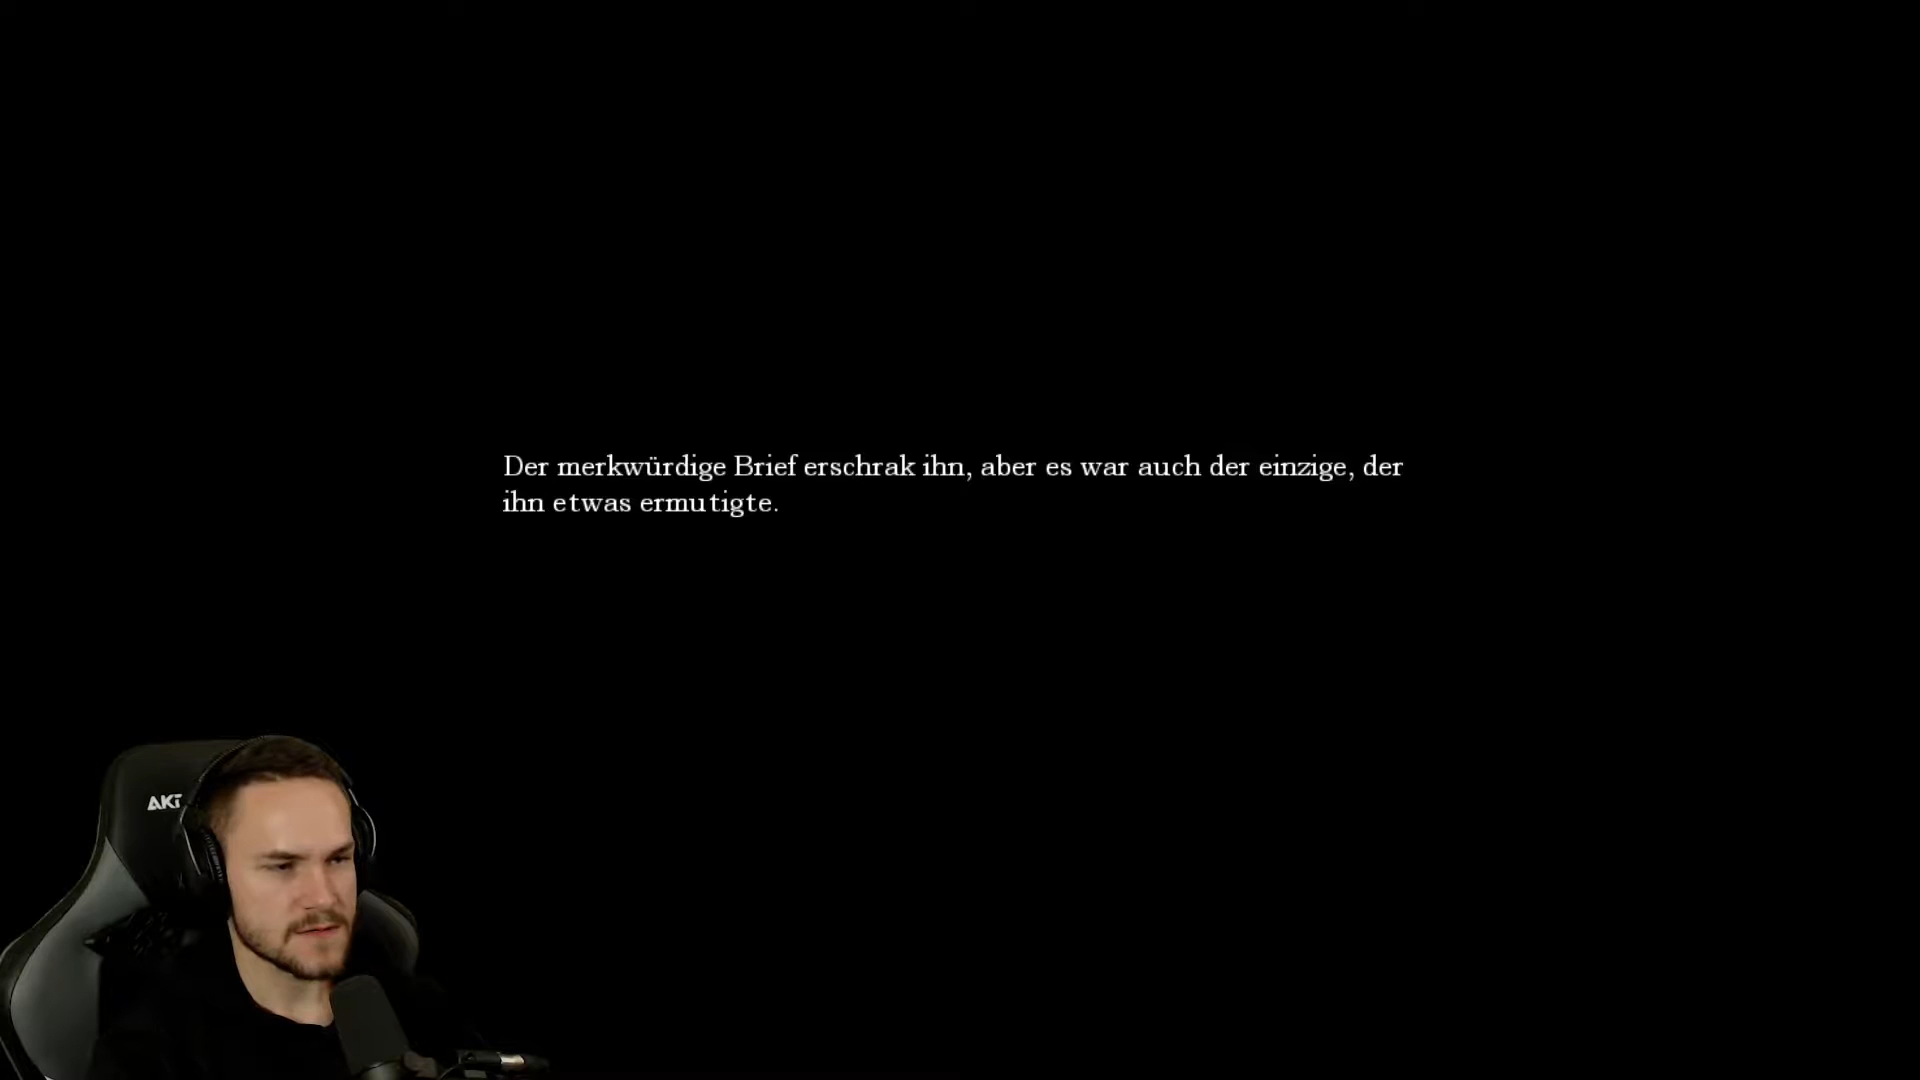 Der merkwürdige Brief erschrak ihn, aber es war auch der einzige, der
ihn etwas ermutigte.